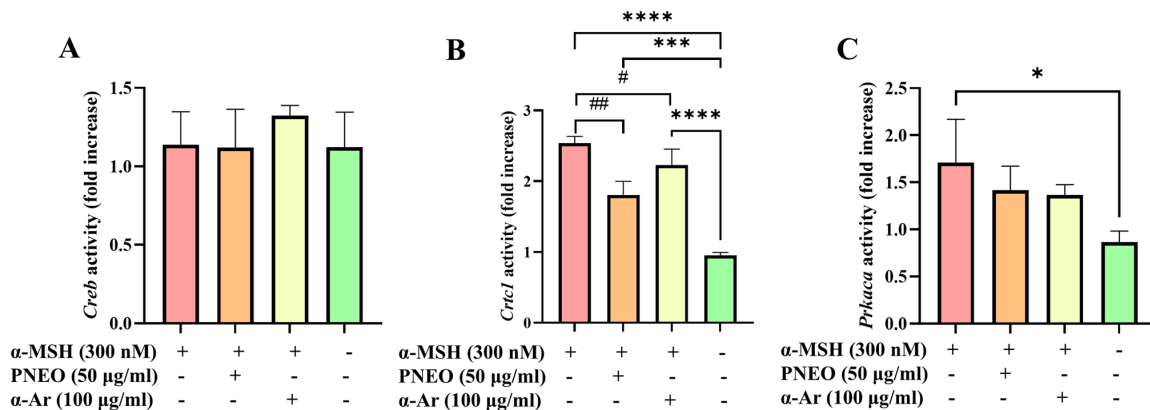 A
Creb activity (fold increase)
1.5
1.0
0.5
0.0
α-MSH (300 nM) + + + -
PNEO (50 µg/ml) - + - -
α-Ar (100 µg/ml) - - + -
B
Crtc1 activity (fold increase)
3
2
1
0
****
***
#
##
****
α-MSH (300 nM) + + + -
PNEO (50 µg/ml) - + - -
α-Ar (100 µg/ml) - - + -
C
Prkaca activity (fold increase)
2.5
2.0
1.5
1.0
0.5
0.0
*
α-MSH (300 nM) + + + -
PNEO (50 µg/ml) - + - -
α-Ar (100 µg/ml) - - + -